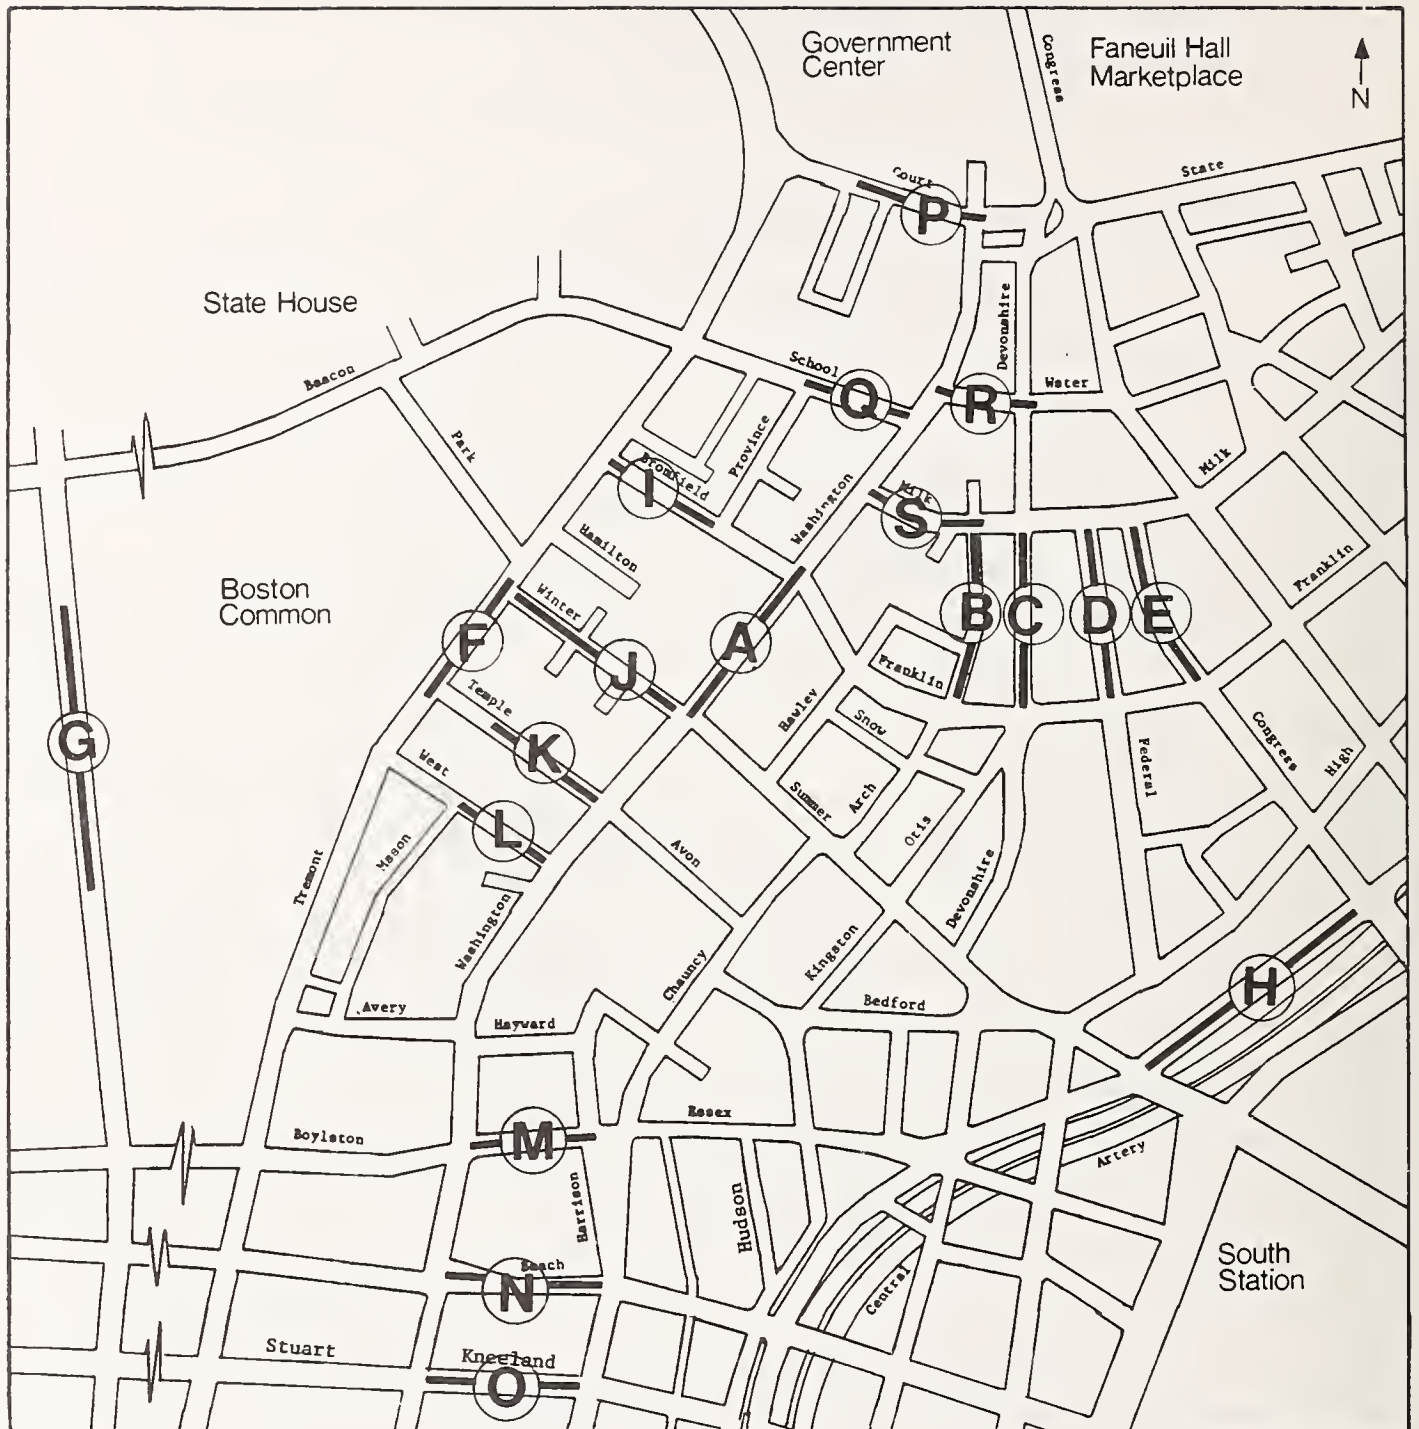 Government
Center
Congress
Faneuil Hall
Marketplace
N
Court
State
P
State House
Devonshire
Beacon
School
Water
Q
R
Park
Province
Bromfield
I
Milk
Milk
S
Washington
Hamilton
Franklin
Boston
Common
Winter
B
C
D
E
F
A
J
Franklin
Temple
Hawley
Snow
G
K
West
Congress
High
Federal
Summer
Arch
L
Otis
Mason
Avon
Tremont
Devonshire
Washington
Kingston
Chauncy
H
Avery
Hayward
Bedford
Essex
Boylston
M
Artery
Harrison
Hudson
Beach
N
Central
South
Station
Stuart
Kneeland
O